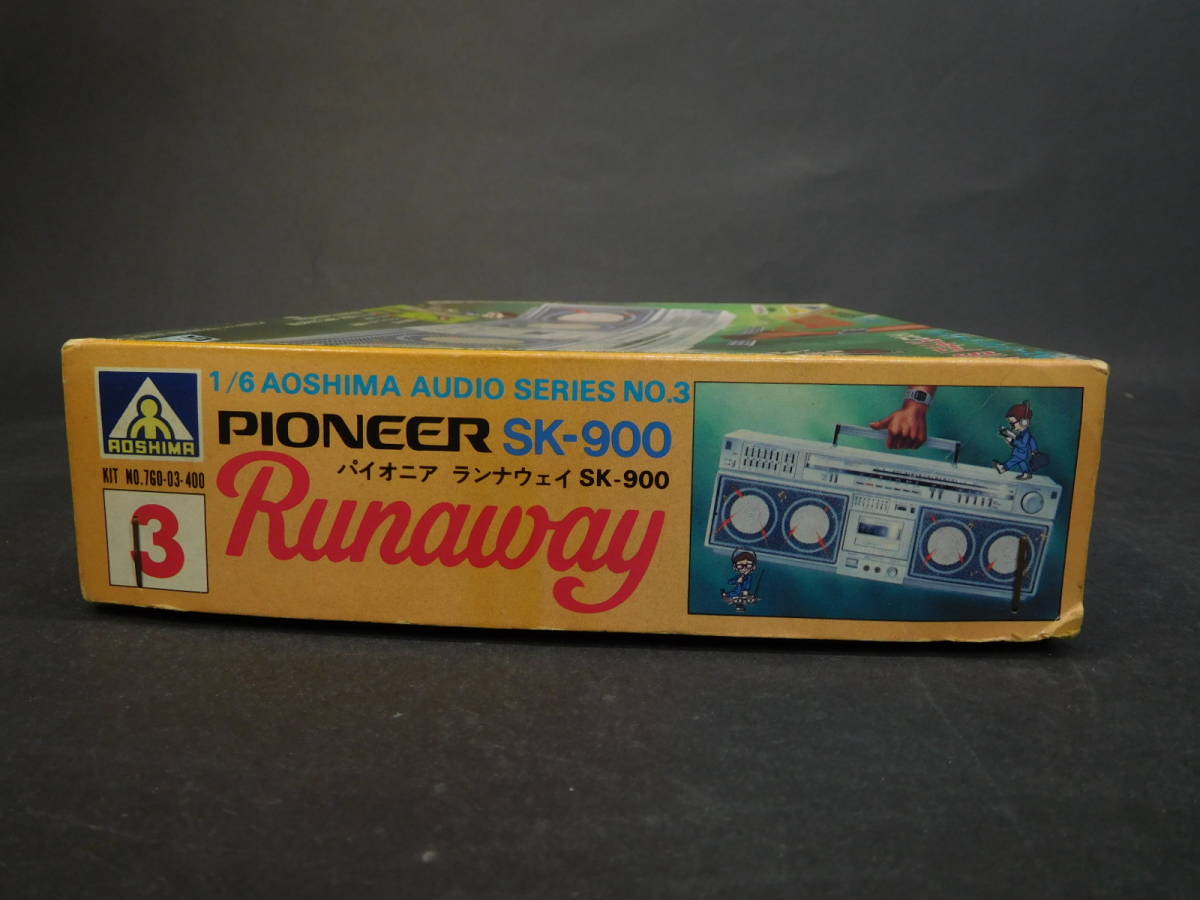 AOSHIMA
1/6 AOSHIMA AUDIO SERIES NO.3
PIONEER SK-900
パイオニア ランナウェイ SK-900
KIT NO.7GO-03-400
3
Runaway